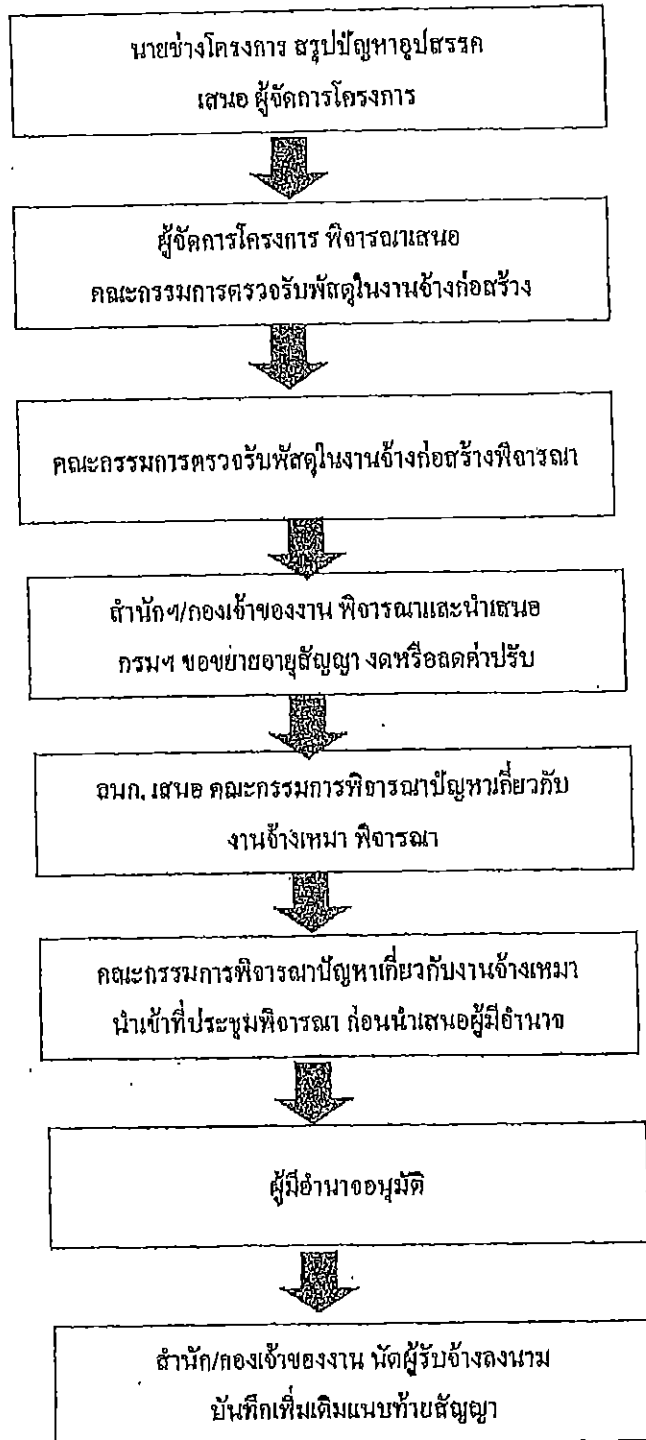 นายช่างโครงการ สรุปปัญหาอุปสรรค
เสนอ ผู้จัดการโครงการ
ผู้จัดการโครงการ พิจารณาเสนอ
คณะกรรมการตรวจรับพัสดุในงานจ้างก่อสร้าง
คณะกรรมการตรวจรับพัสดุในงานจ้างก่อสร้างพิจารณา
สำนักฯ/กองเจ้าของงาน พิจารณาและนำเสนอ
กรมฯ ขอขยายอายุสัญญา งดหรือลดค่าปรับ
ลนก. เสนอ คณะกรรมการพิจารณาปัญหาเกี่ยวกับ
งานจ้างเหมา พิจารณา
คณะกรรมการพิจารณาปัญหาเกี่ยวกับงานจ้างเหมา
นำเข้าที่ประชุมพิจารณา ก่อนนำเสนอผู้มีอำนาจ
ผู้มีอำนาจอนุมัติ
สำนัก/กองเจ้าของงาน นัดผู้รับจ้างลงนาม
บันทึกเพิ่มเติมแนบท้ายสัญญา